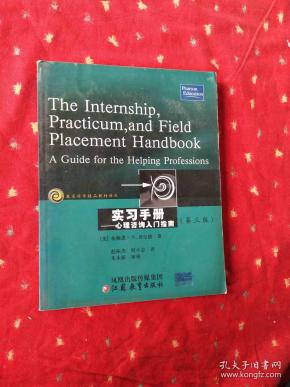 Pearson
Education
The Internship,
Practicum, and Field
Placement Handbook
A Guide for the Helping Professions
实习手册
——心理咨询入门指南
(第三版)
凤凰出版传媒集团
江苏教育出版社
孔夫子旧书网